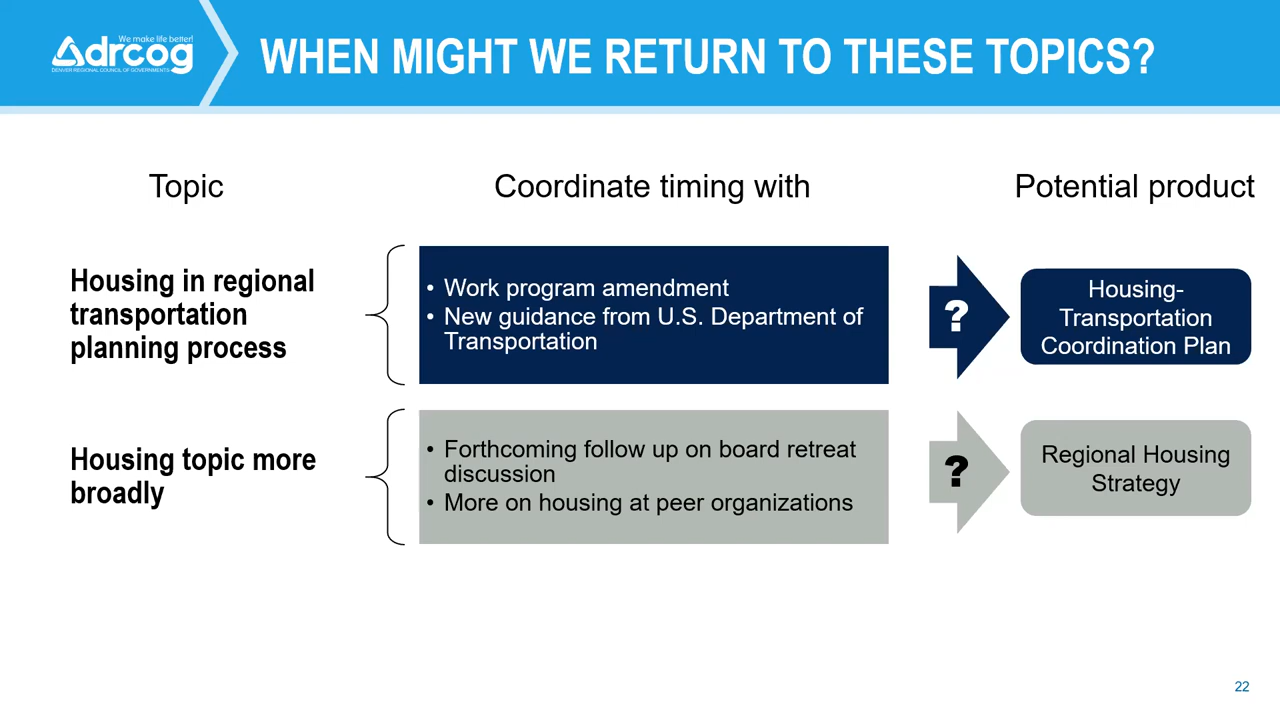 We make life better!
drcog
DENVER REGIONAL COUNCIL OF GOVERNMENTS
WHEN MIGHT WE RETURN TO THESE TOPICS?
Topic
Coordinate timing with
Potential product
Housing in regional
transportation
planning process
• Work program amendment
• New guidance from U.S. Department of
Transportation
?
Housing-
Transportation
Coordination Plan
Housing topic more
broadly
• Forthcoming follow up on board retreat
discussion
• More on housing at peer organizations
?
Regional Housing
Strategy
22